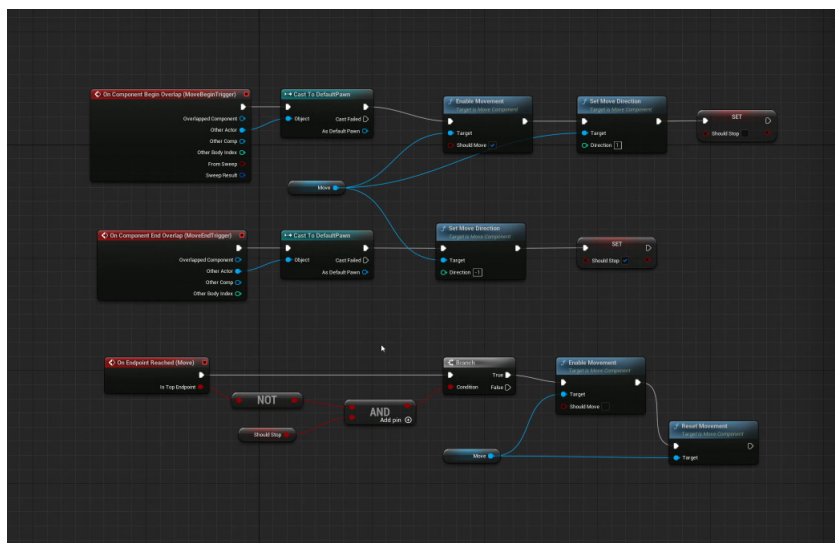 On Component Begin Overlap (MoveBeginTrigger)
Overlapped Component
Other Actor
Other Comp
Other Body Index
From Sweep
Sweep Result
Cast To DefaultPawn
Object
Cast Failed
As Default Pawn
Enable Movement
Target is Move Component
Target
Should Move
Set Move Direction
Target is Move Component
Target
Direction 1
SET
Should Stop
Move
On Component End Overlap (MoveEndTrigger)
Overlapped Component
Other Actor
Other Comp
Other Body Index
Cast To DefaultPawn
Object
Cast Failed
As Default Pawn
Set Move Direction
Target is Move Component
Target
Direction -1
SET
Should Stop
On Endpoint Reached (Move)
Is Top Endpoint
NOT
Should Stop
AND
Add pin
Branch
True
Condition
False
Enable Movement
Target is Move Component
Target
Should Move
Move
Reset Movement
Target is Move Component
Target